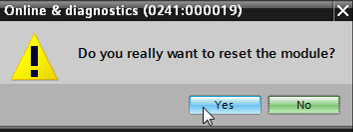 Online & diagnostics (0241:000019)
Do you really want to reset the module?
Yes No